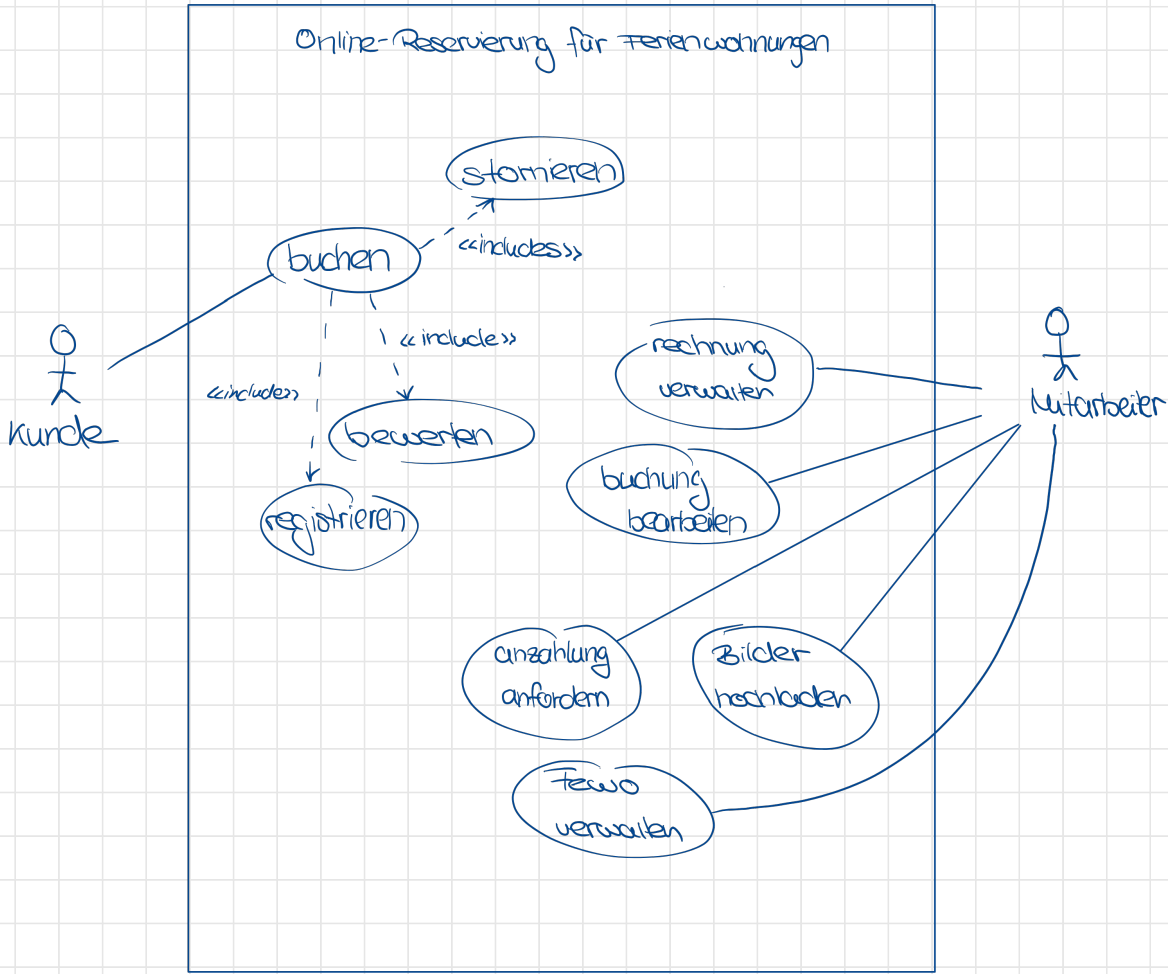 Online-Reservierung für Ferienwohnungen
stornieren
<<includes>>
buchen
<<include>>
<<include>>
rechnung
verwalten
Mitarbeiter
Kunde
bewerten
buchung
bearbeiten
registrieren
anzahlung
anfordern
Bilder
hochladen
Fewo
verwalten